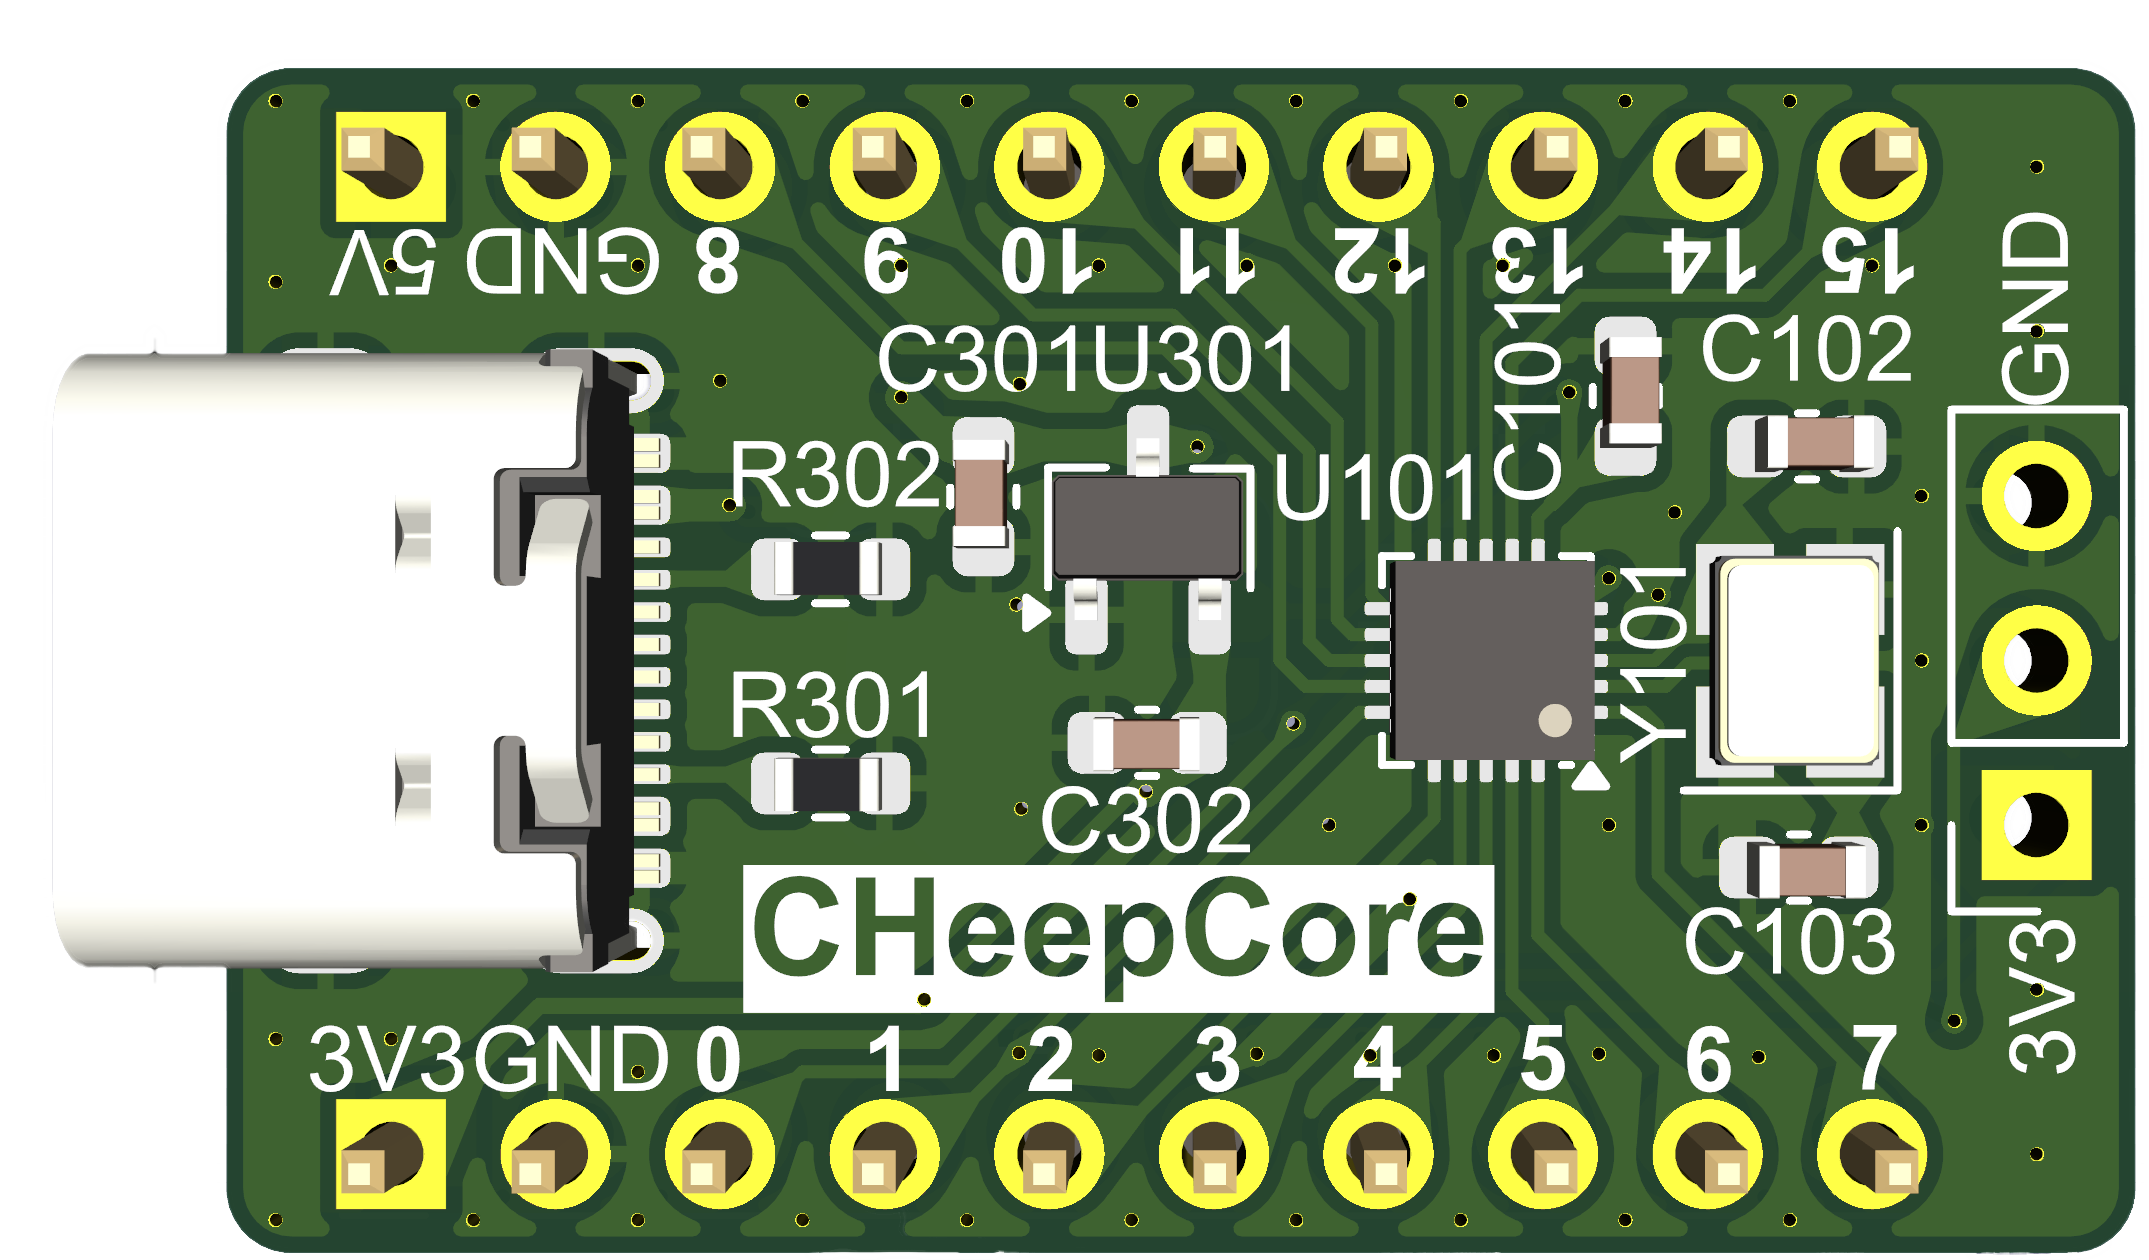 5V GND 8 9 10 11 12 13 14 15
GND
C301 U301 C101 C102
R302 U101
Y101
R301
C302
CHeepCore
C103
3V3
3V3 GND 0 1 2 3 4 5 6 7